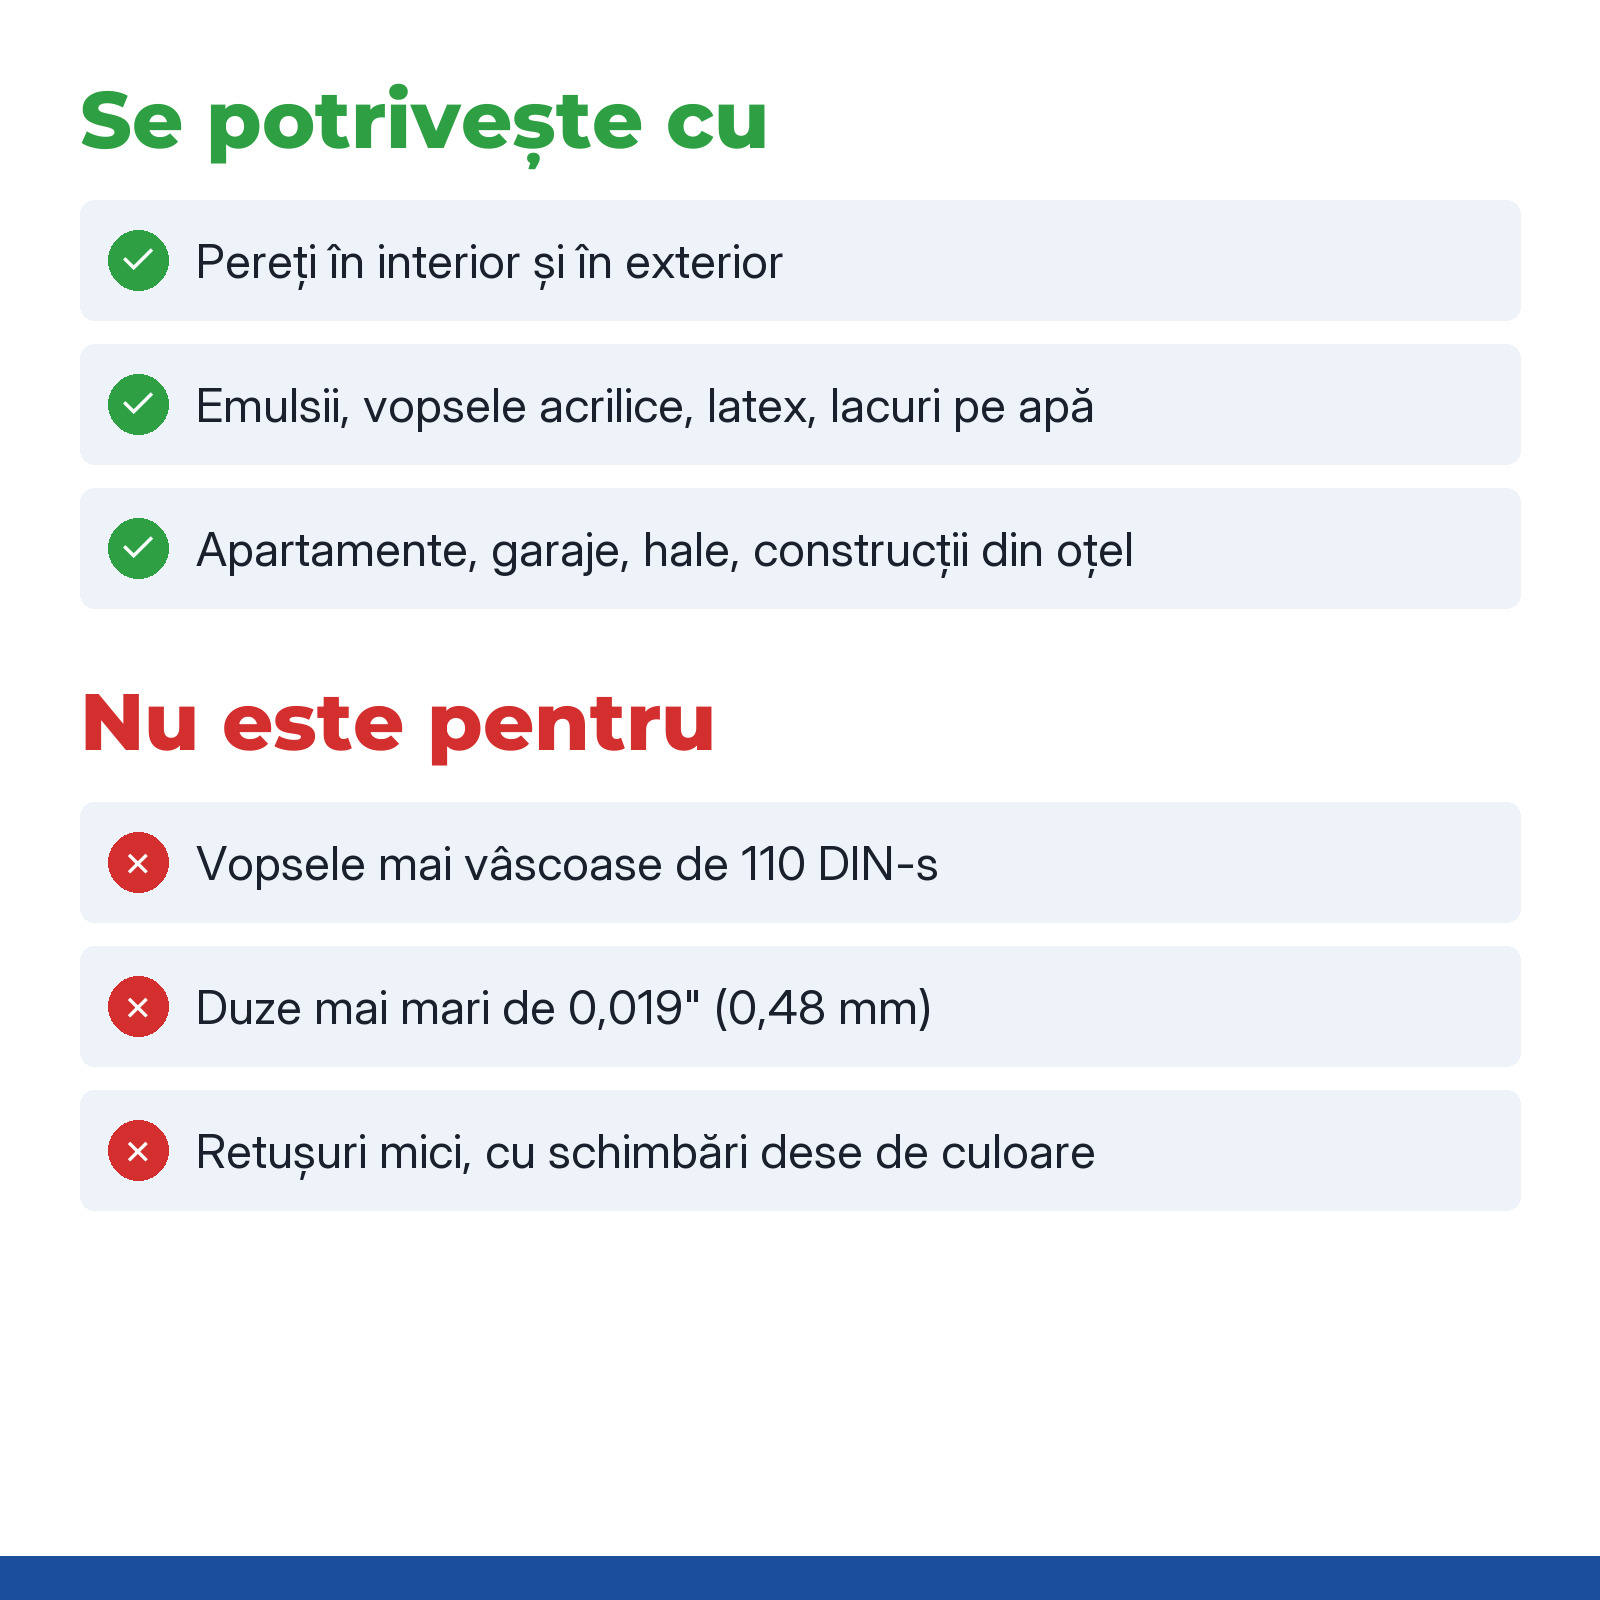 Se potrivește cu
Pereți în interior și în exterior
Emulsii, vopsele acrilice, latex, lacuri pe apă
Apartamente, garaje, hale, construcții din oțel
Nu este pentru
Vopsele mai vâscoase de 110 DIN-s
Duze mai mari de 0,019" (0,48 mm)
Retușuri mici, cu schimbări dese de culoare